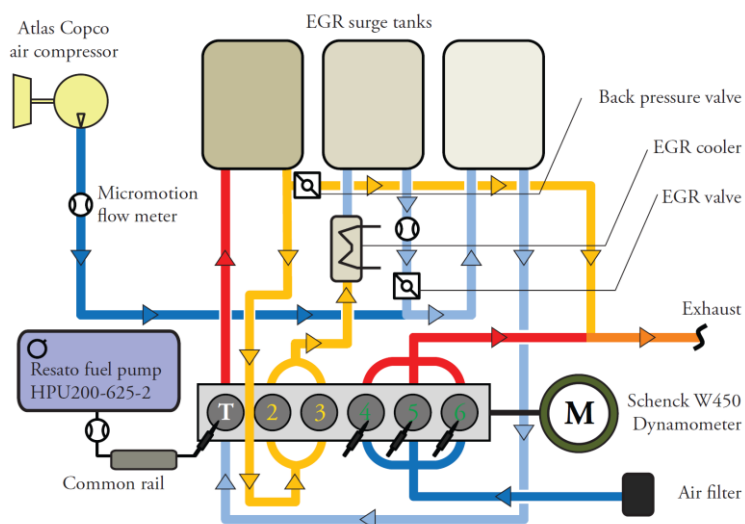 Atlas Copco
air compressor
EGR surge tanks
Back pressure valve
EGR cooler
EGR valve
Micromotion
flow meter
Exhaust
Resato fuel pump
HPU200-625-2
T
2
3
4
5
6
M
Schenck W450
Dynamometer
Common rail
Air filter